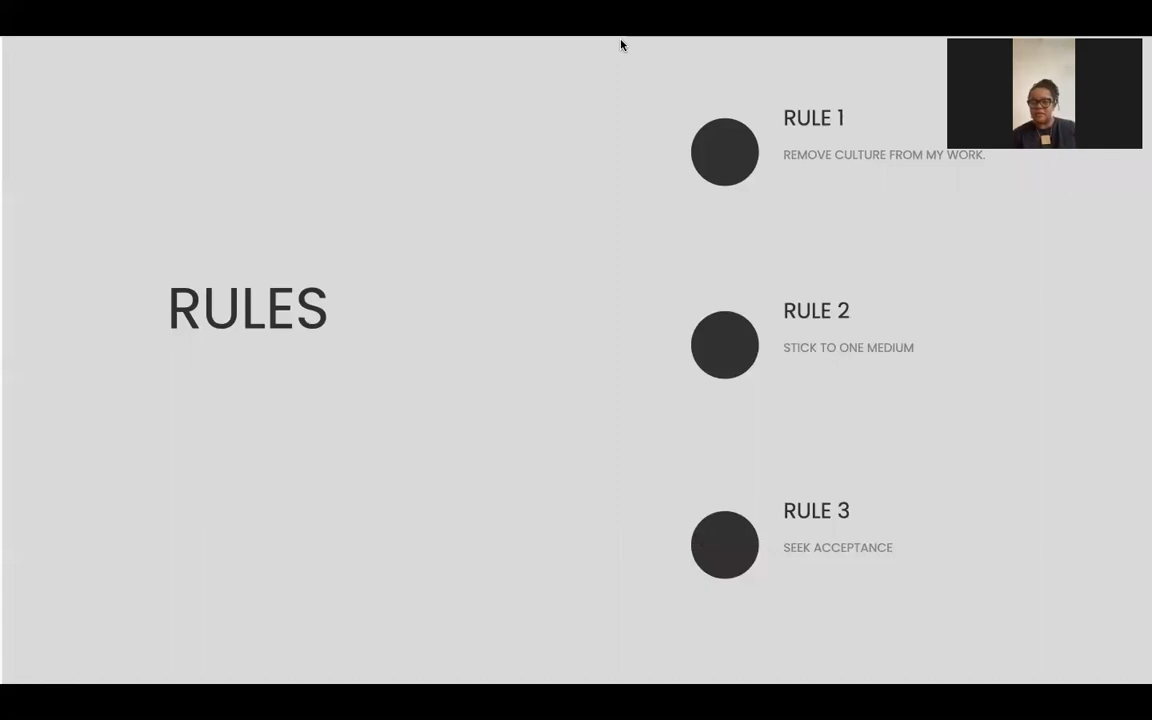 RULES
RULE 1
REMOVE CULTURE FROM MY WORK.
RULE 2
STICK TO ONE MEDIUM
RULE 3
SEEK ACCEPTANCE